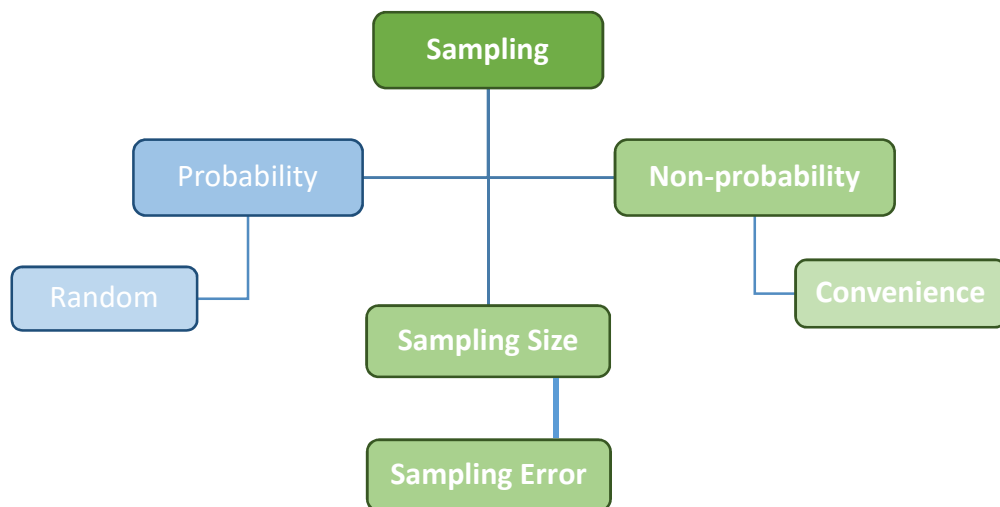 Sampling
Probability
Non-probability
Random
Convenience
Sampling Size
Sampling Error